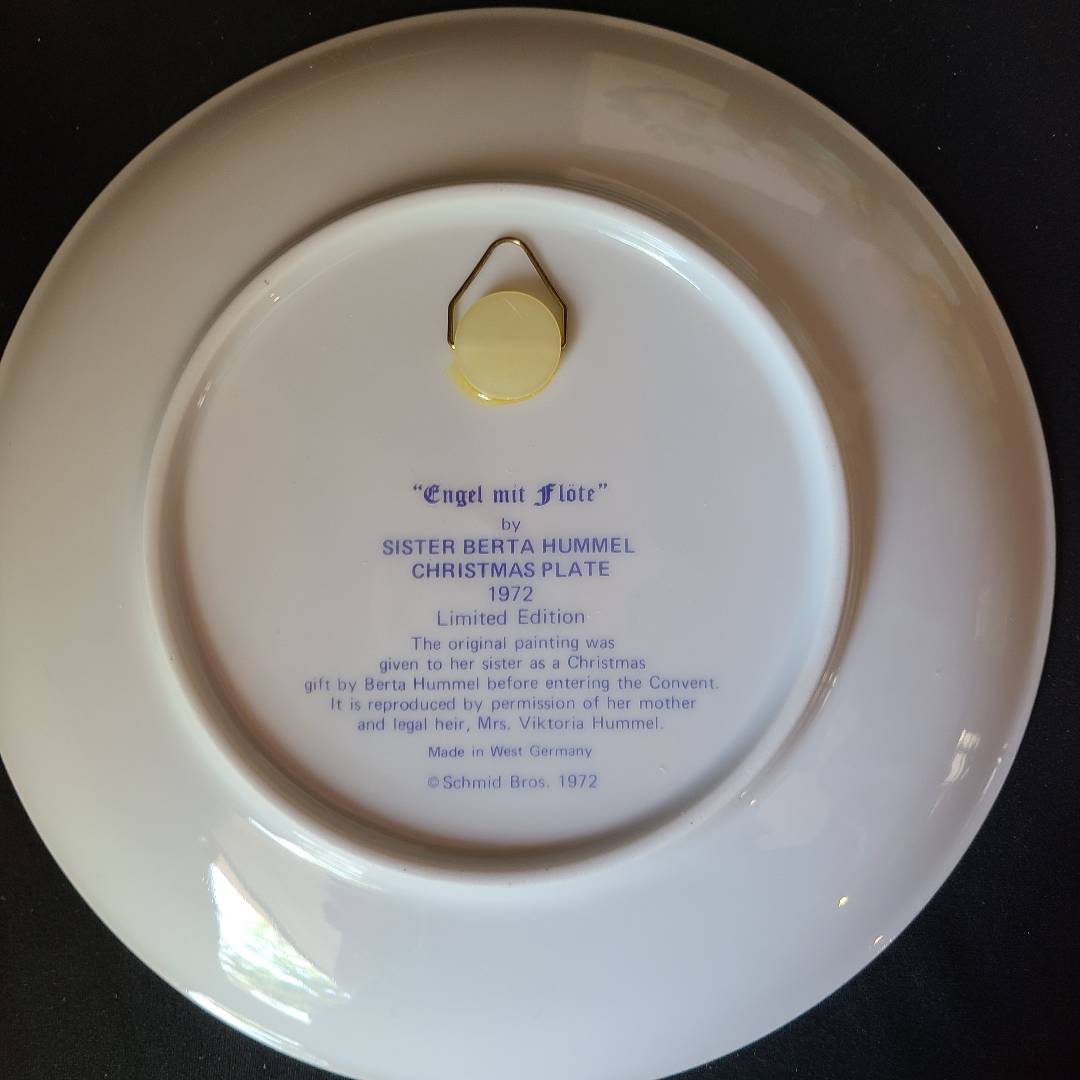 “Engel mit Flöte”
by
SISTER BERTA HUMMEL
CHRISTMAS PLATE
1972
Limited Edition
The original painting was
given to her sister as a Christmas
gift by Berta Hummel before entering the Convent.
It is reproduced by permission of her mother
and legal heir, Mrs. Viktoria Hummel.
Made in West Germany
©Schmid Bros. 1972